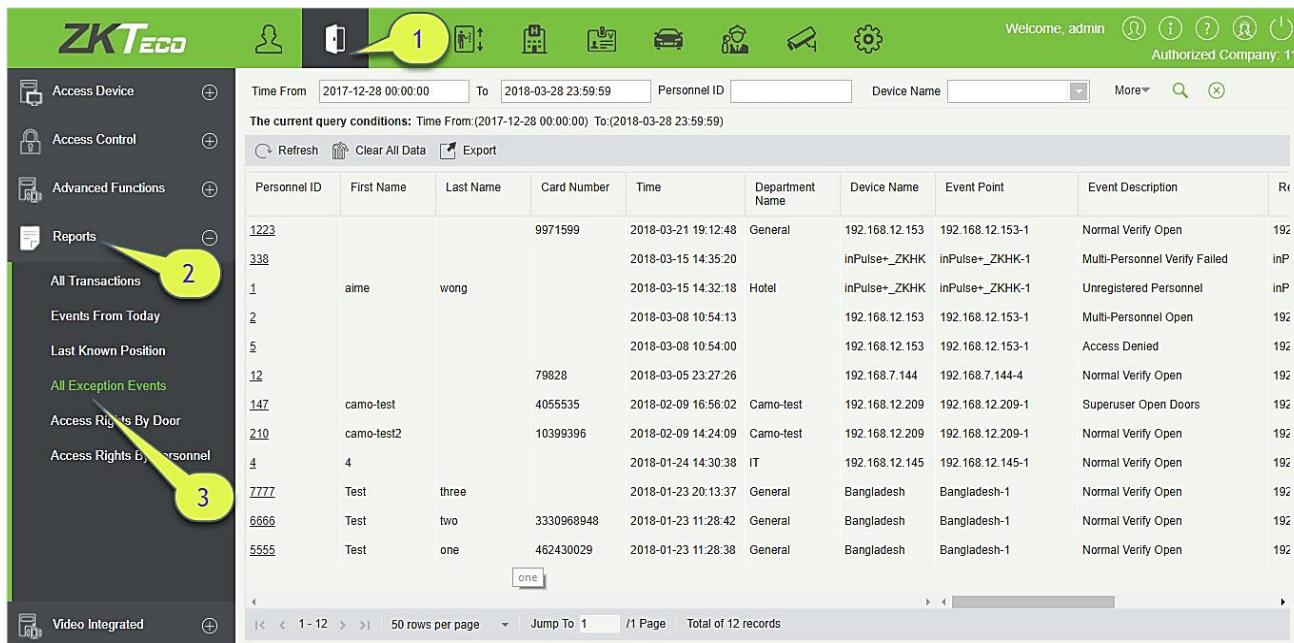 ZKTECO
1
Welcome, admin
Authorized Company: 1
Access Device
Access Control
Advanced Functions
Reports
2
All Transactions
Events From Today
Last Known Position
All Exception Events
Access Rights By Door
Access Rights By Personnel
3
Video Integrated
Time From 2017-12-28 00:00:00 To 2018-03-28 23:59:59 Personnel ID Device Name More
The current query conditions: Time From:(2017-12-28 00:00:00) To:(2018-03-28 23:59:59)
Refresh Clear All Data Export
Personnel ID First Name Last Name Card Number Time Department Name Device Name Event Point Event Description Re
1223 9971599 2018-03-21 19:12:48 General 192.168.12.153 192.168.12.153-1 Normal Verify Open 192
338 2018-03-15 14:35:20 inPulse+_ZKHK inPulse+_ZKHK-1 Multi-Personnel Verify Failed inP
1 aime wong 2018-03-15 14:32:18 Hotel inPulse+_ZKHK inPulse+_ZKHK-1 Unregistered Personnel inP
2 2018-03-08 10:54:13 192.168.12.153 192.168.12.153-1 Multi-Personnel Open 192
5 2018-03-08 10:54:00 192.168.12.153 192.168.12.153-1 Access Denied 192
12 79828 2018-03-05 23:27:26 192.168.7.144 192.168.7.144-4 Normal Verify Open 192
147 camo-test 4055535 2018-02-09 16:56:02 Camo-test 192.168.12.209 192.168.12.209-1 Superuser Open Doors 192
210 camo-test2 10399396 2018-02-09 14:24:09 Camo-test 192.168.12.209 192.168.12.209-1 Normal Verify Open 192
4 4 2018-01-24 14:30:38 IT 192.168.12.145 192.168.12.145-1 Normal Verify Open 192
7777 Test three 2018-01-23 20:13:37 General Bangladesh Bangladesh-1 Normal Verify Open 192
6666 Test two 3330968948 2018-01-23 11:28:42 General Bangladesh Bangladesh-1 Normal Verify Open 192
5555 Test one 462430029 2018-01-23 11:28:38 General Bangladesh Bangladesh-1 Normal Verify Open 192
one
1 - 12 50 rows per page Jump To 1 /1 Page Total of 12 records